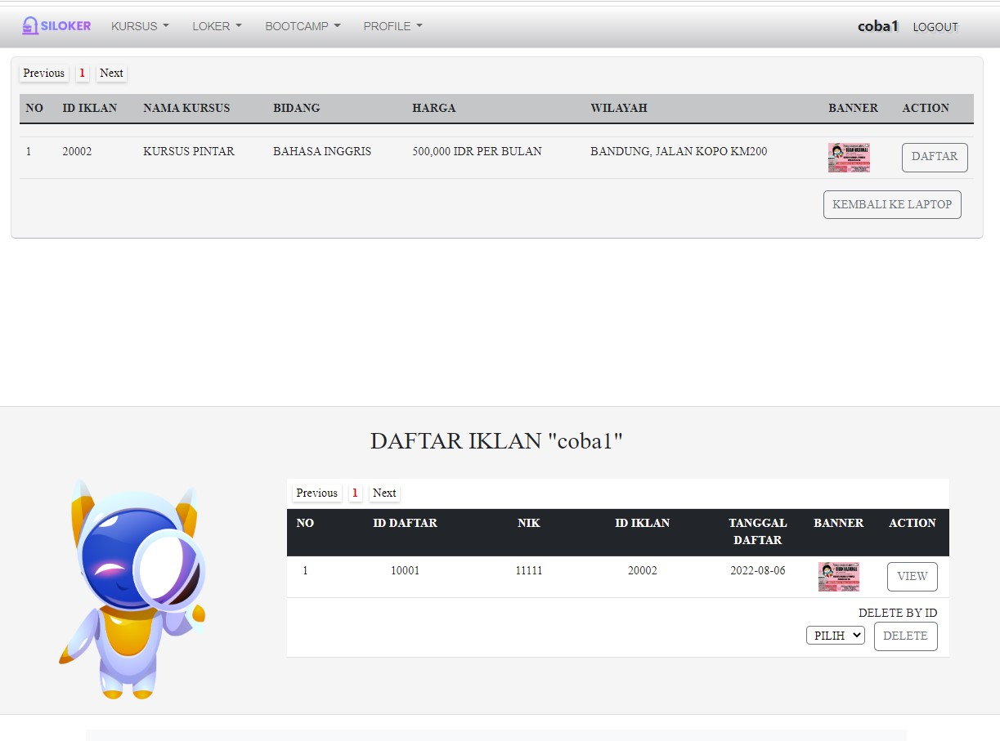 SILOKER KURSUS LOKER BOOTCAMP PROFILE coba1 LOGOUT
Previous 1 Next
NO ID IKLAN NAMA KURSUS BIDANG HARGA WILAYAH BANNER ACTION
1 20002 KURSUS PINTAR BAHASA INGGRIS 500,000 IDR PER BULAN BANDUNG, JALAN KOPO KM200 DAFTAR
KEMBALI KE LAPTOP
DAFTAR IKLAN "coba1"
Previous 1 Next
NO ID DAFTAR NIK ID IKLAN TANGGAL DAFTAR BANNER ACTION
1 10001 11111 20002 2022-08-06 VIEW
DELETE BY ID
PILIH DELETE